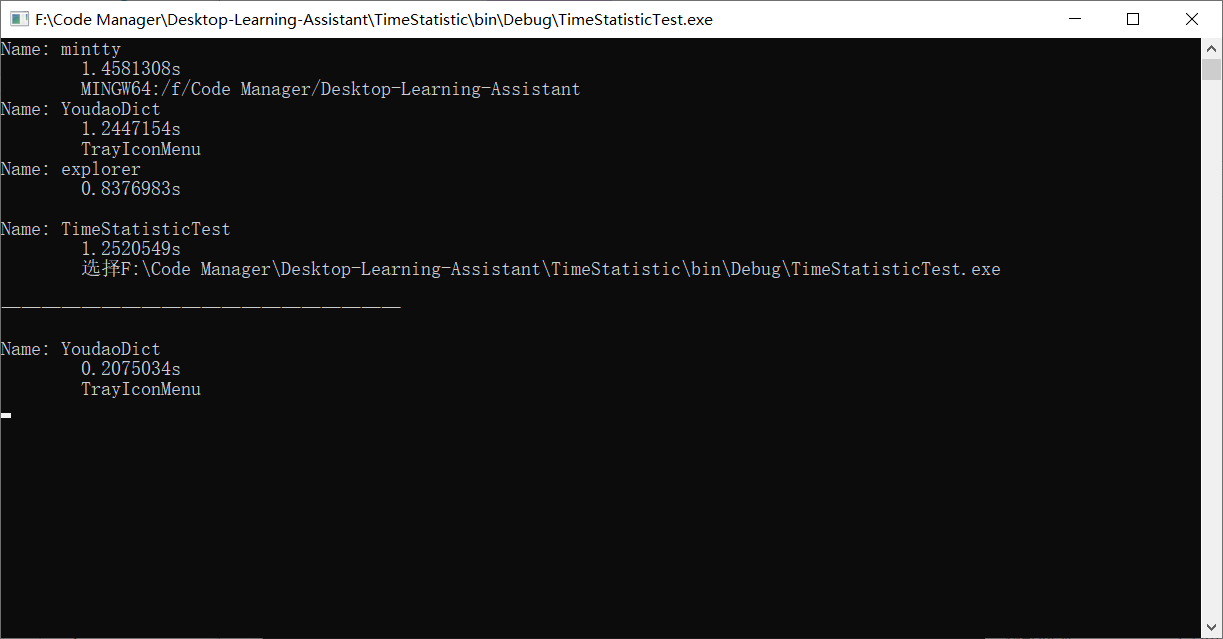 F:\Code Manager\Desktop-Learning-Assistant\TimeStatistic\bin\Debug\TimeStatisticTest.exe
Name: mintty
1.4581308s
MINGW64:/f/Code Manager/Desktop-Learning-Assistant
Name: YoudaoDict
1.2447154s
TrayIconMenu
Name: explorer
0.8376983s
Name: TimeStatisticTest
1.2520549s
选择F:\Code Manager\Desktop-Learning-Assistant\TimeStatistic\bin\Debug\TimeStatisticTest.exe
————————————————————
Name: YoudaoDict
0.2075034s
TrayIconMenu